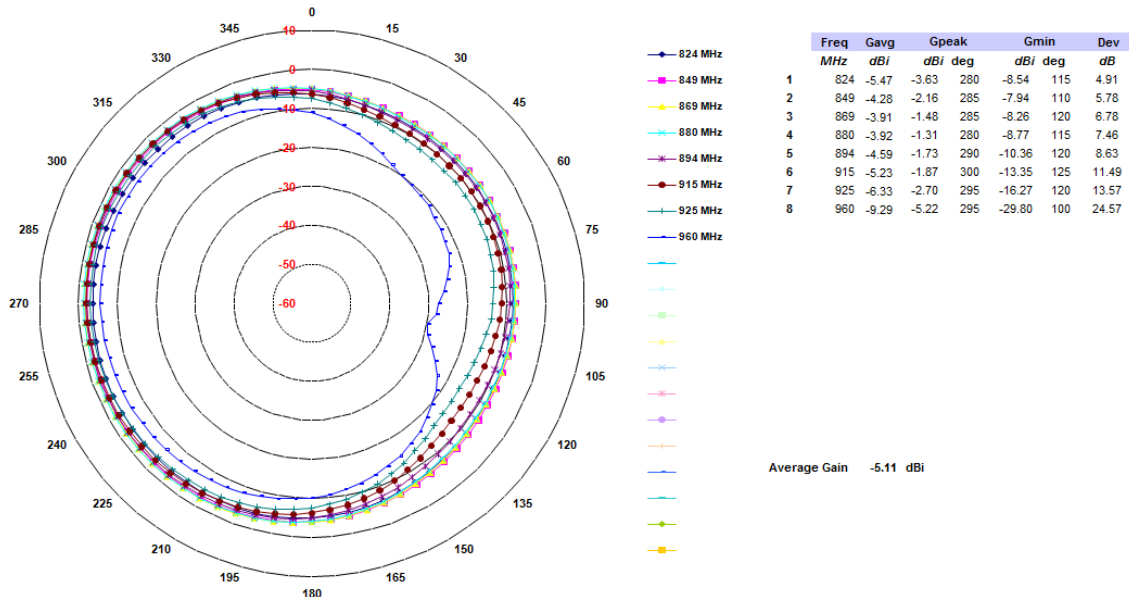 0
15
30
45
60
75
90
105
120
135
150
165
180
195
210
225
240
255
270
285
300
315
330
345
10
0
-10
-20
-30
-40
-50
-60
824 MHz
849 MHz
869 MHz
880 MHz
894 MHz
915 MHz
925 MHz
960 MHz
Freq Gavg Gpeak Gmin Dev
MHz dBi dBi deg dBi deg dB
1 824 -5.47 -3.63 280 -8.54 115 4.91
2 849 -4.28 -2.16 285 -7.94 110 5.78
3 869 -3.91 -1.48 285 -8.26 120 6.78
4 880 -3.92 -1.31 280 -8.77 115 7.46
5 894 -4.59 -1.73 290 -10.36 120 8.63
6 915 -5.23 -1.87 300 -13.35 125 11.49
7 925 -6.33 -2.70 295 -16.27 120 13.57
8 960 -9.29 -5.22 295 -29.80 100 24.57
Average Gain -5.11 dBi